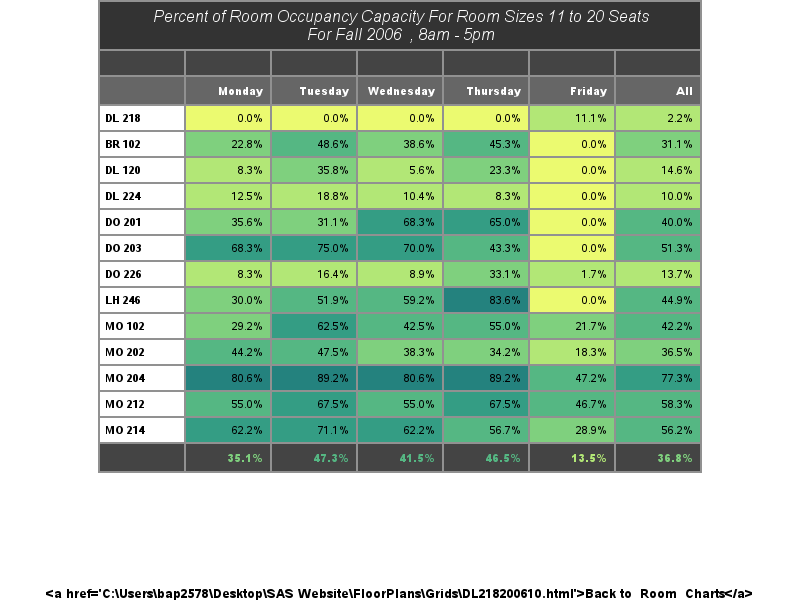 Percent of Room Occupancy Capacity For Room Sizes 11 to 20 Seats
For Fall 2006 , 8am - 5pm
Monday Tuesday Wednesday Thursday Friday All
DL 218 0.0% 0.0% 0.0% 0.0% 11.1% 2.2%
BR 102 22.8% 48.6% 38.6% 45.3% 0.0% 31.1%
DL 120 8.3% 35.8% 5.6% 23.3% 0.0% 14.6%
DL 224 12.5% 18.8% 10.4% 8.3% 0.0% 10.0%
DO 201 35.6% 31.1% 68.3% 65.0% 0.0% 40.0%
DO 203 68.3% 75.0% 70.0% 43.3% 0.0% 51.3%
DO 226 8.3% 16.4% 8.9% 33.1% 1.7% 13.7%
LH 246 30.0% 51.9% 59.2% 83.6% 0.0% 44.9%
MO 102 29.2% 62.5% 42.5% 55.0% 21.7% 42.2%
MO 202 44.2% 47.5% 38.3% 34.2% 18.3% 36.5%
MO 204 80.6% 89.2% 80.6% 89.2% 47.2% 77.3%
MO 212 55.0% 67.5% 55.0% 67.5% 46.7% 58.3%
MO 214 62.2% 71.1% 62.2% 56.7% 28.9% 56.2%
35.1% 47.3% 41.5% 46.5% 13.5% 36.8%
<a href='C:\Users\bap2578\Desktop\SAS Website\FloorPlans\Grids\DL218200610.html'>Back to Room Charts</a>